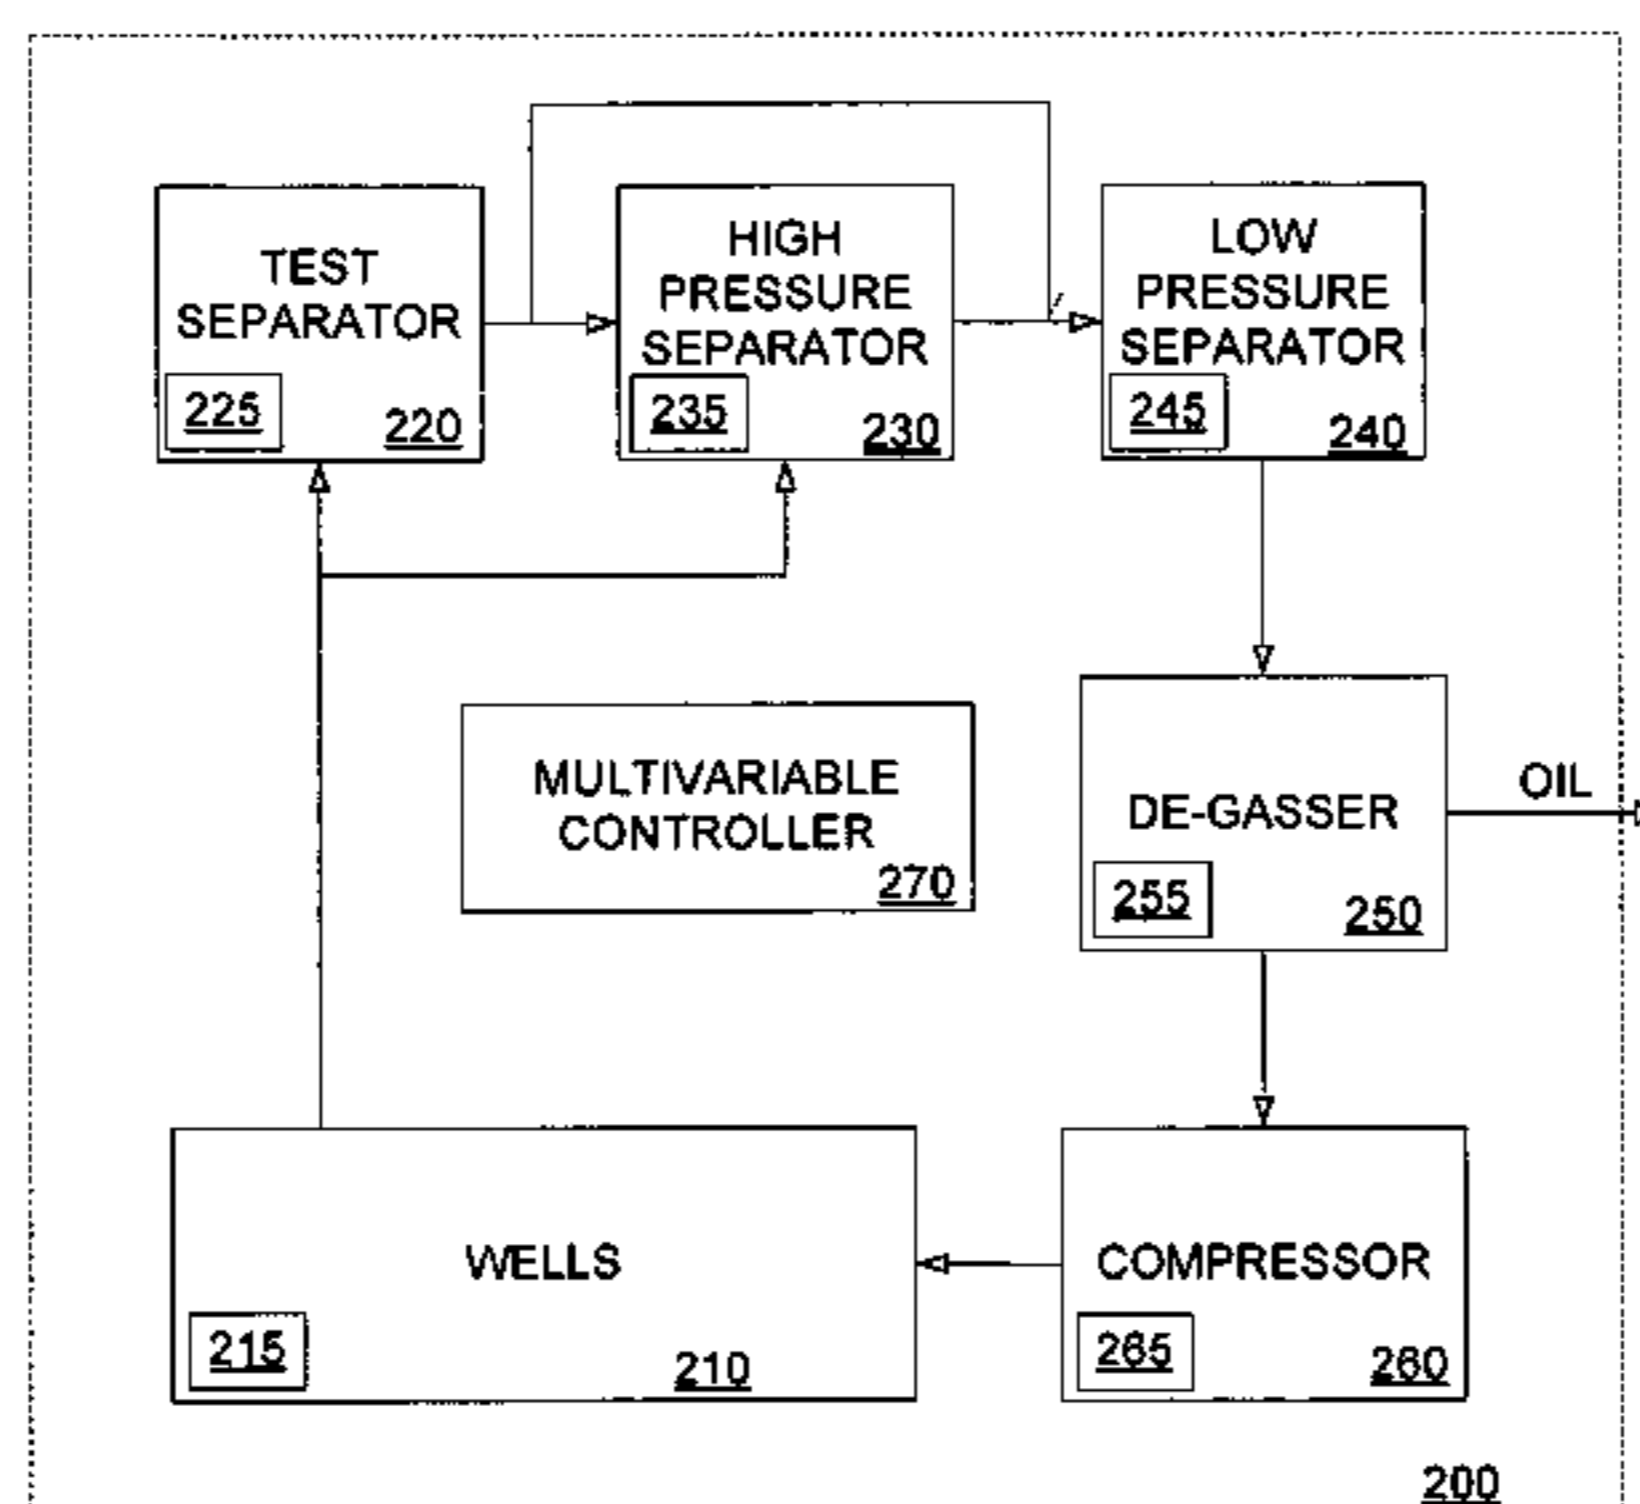 TEST
SEPARATOR
225
220
HIGH
PRESSURE
SEPARATOR
235
230
LOW
PRESSURE
SEPARATOR
245
240
MULTIVARIABLE
CONTROLLER
270
DE-GASSER
255
250
OIL
WELLS
215
210
COMPRESSOR
265
260
200